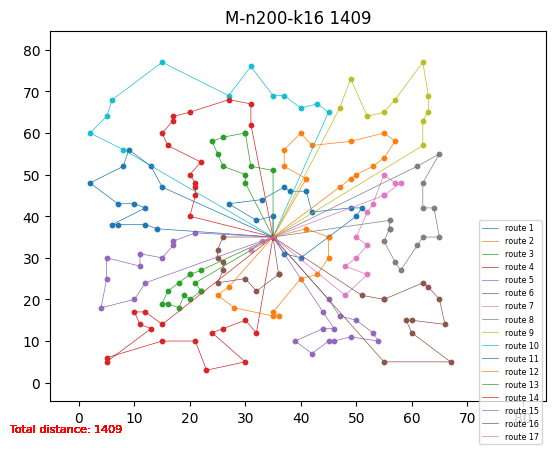 M-n200-k16 1409
80
70
60
50
40
30
20
10
0
0 10 20 30 40 50 60 70 80
route 1
route 2
route 3
route 4
route 5
route 6
route 7
route 8
route 9
route 10
route 11
route 12
route 13
route 14
route 15
route 16
route 17
Total distance: 1409